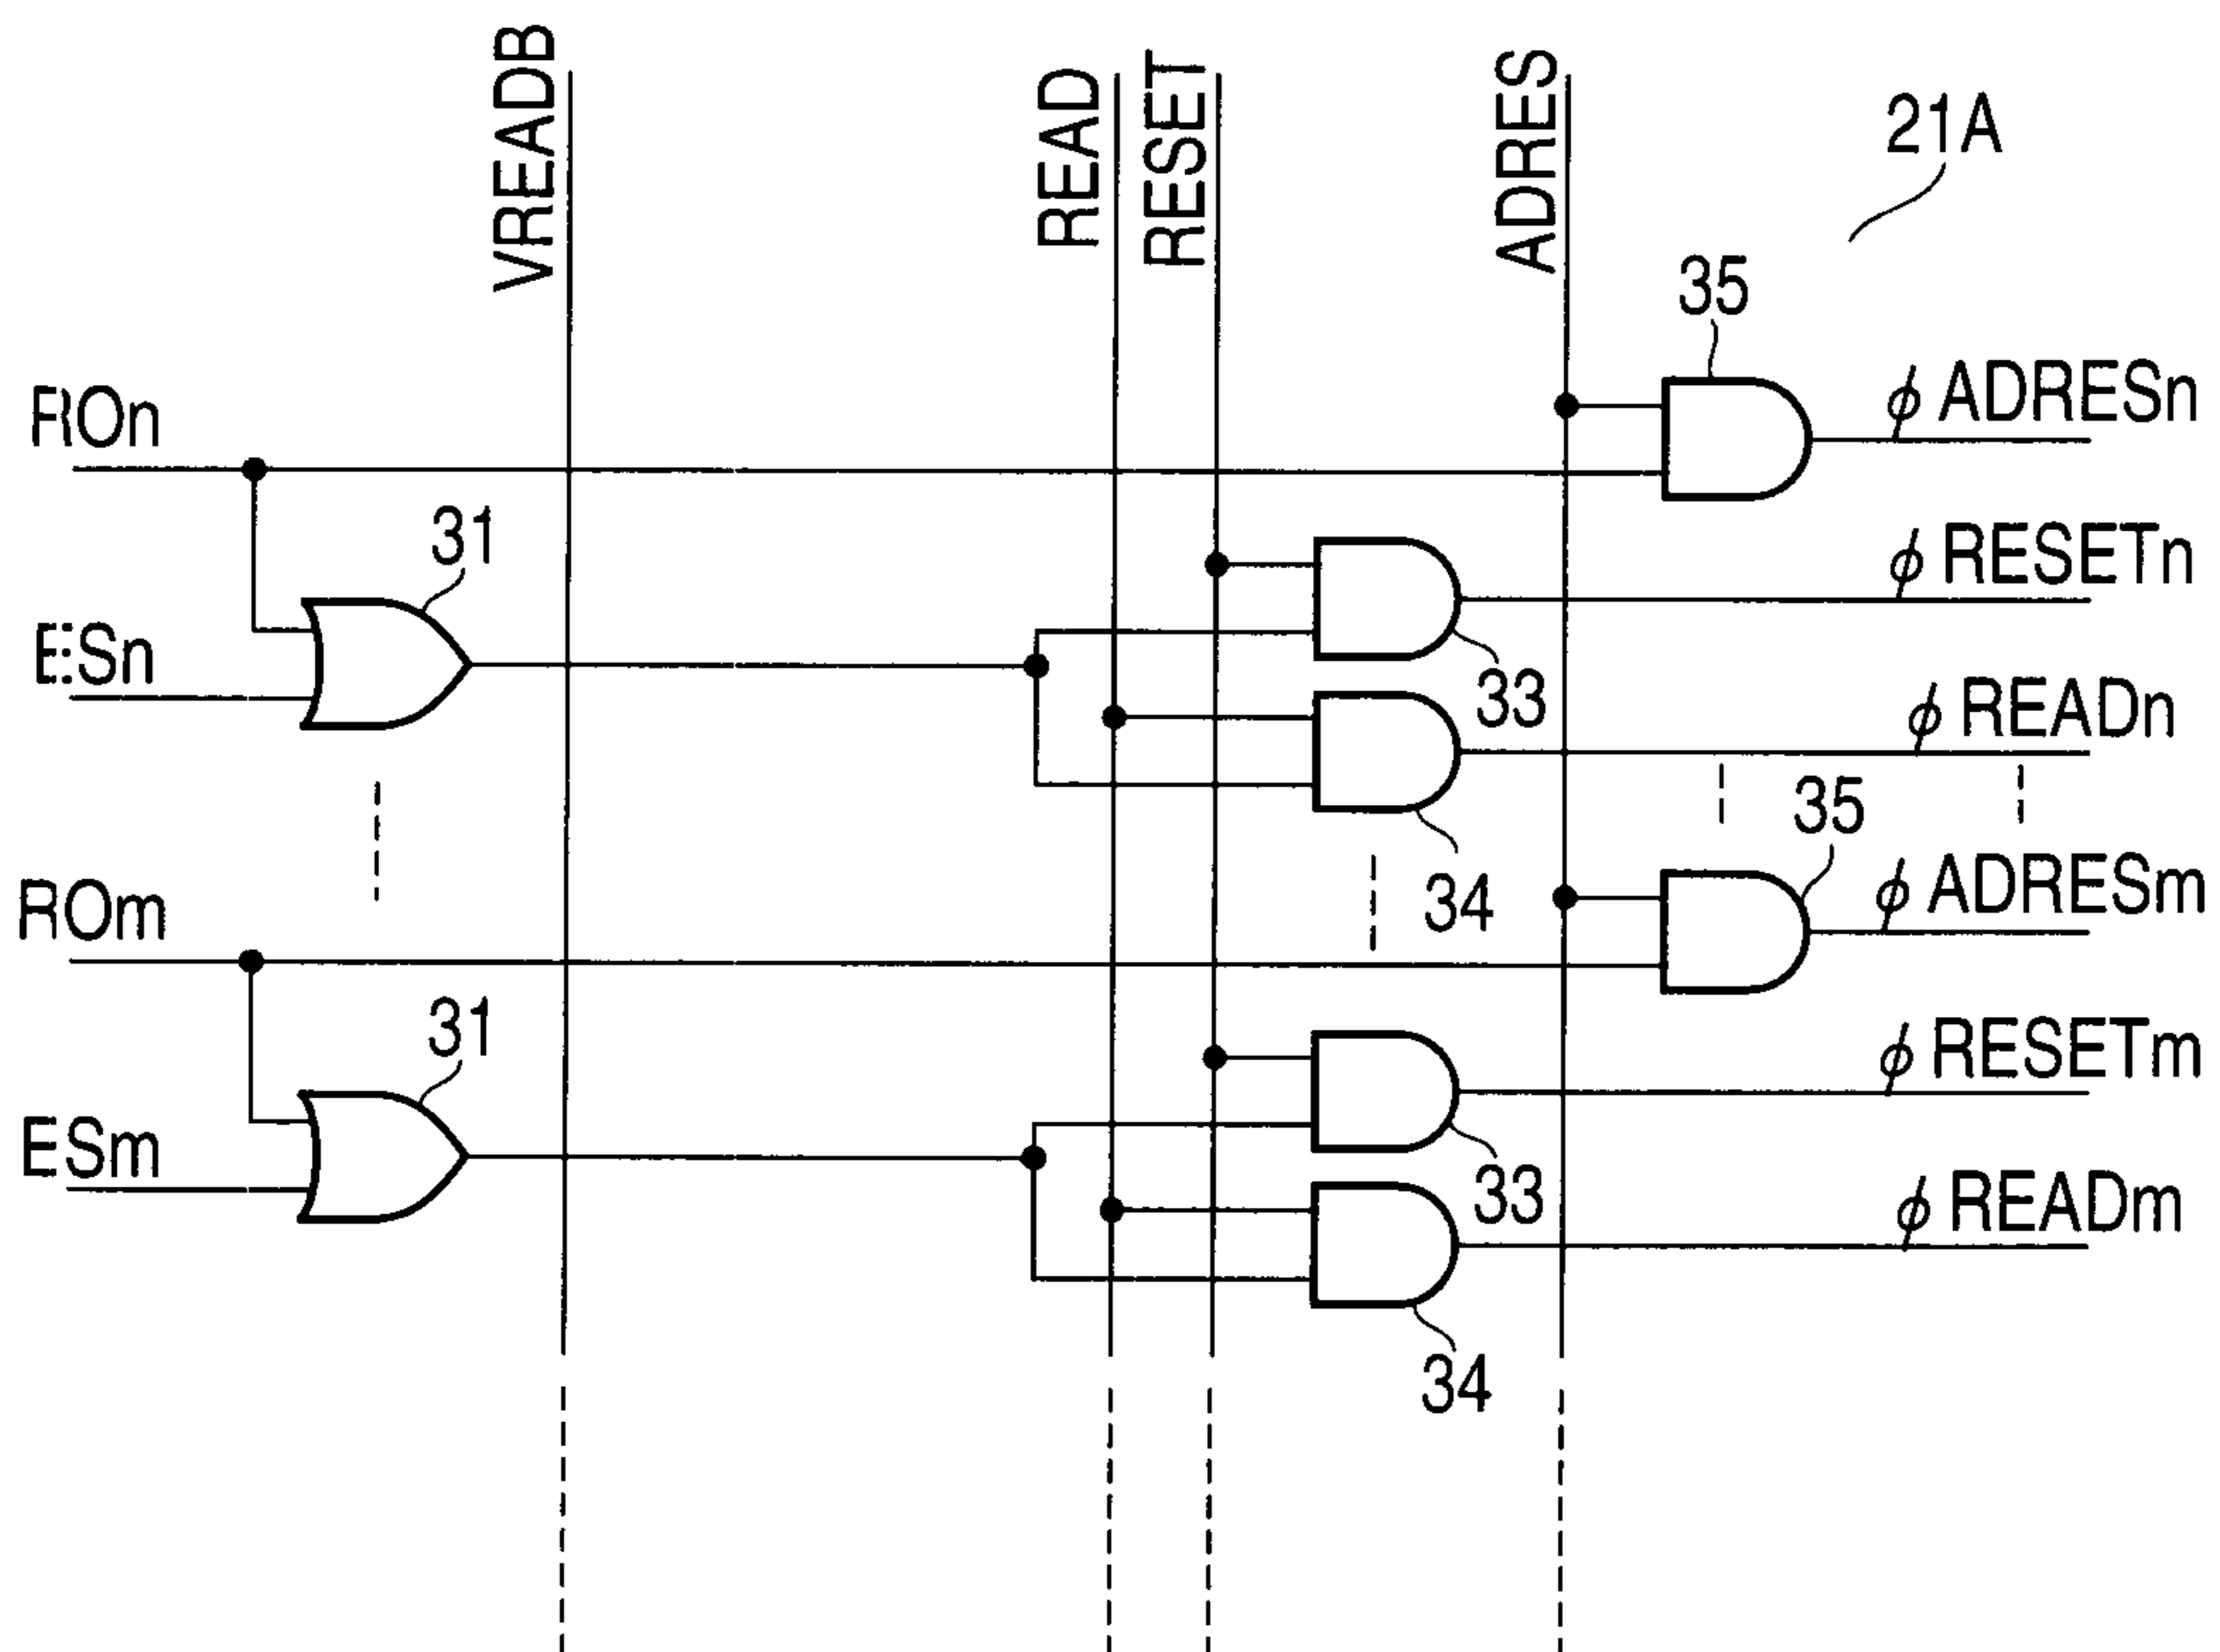 VREADB
READ
RESET
ADRES
21A
35
ROn
ϕ ADRESn
31
ϕ RESETn
ESn
33
ϕ READn
35
34
ROm
ϕ ADRESm
31
ϕ RESETm
ESm
33
ϕ READm
34